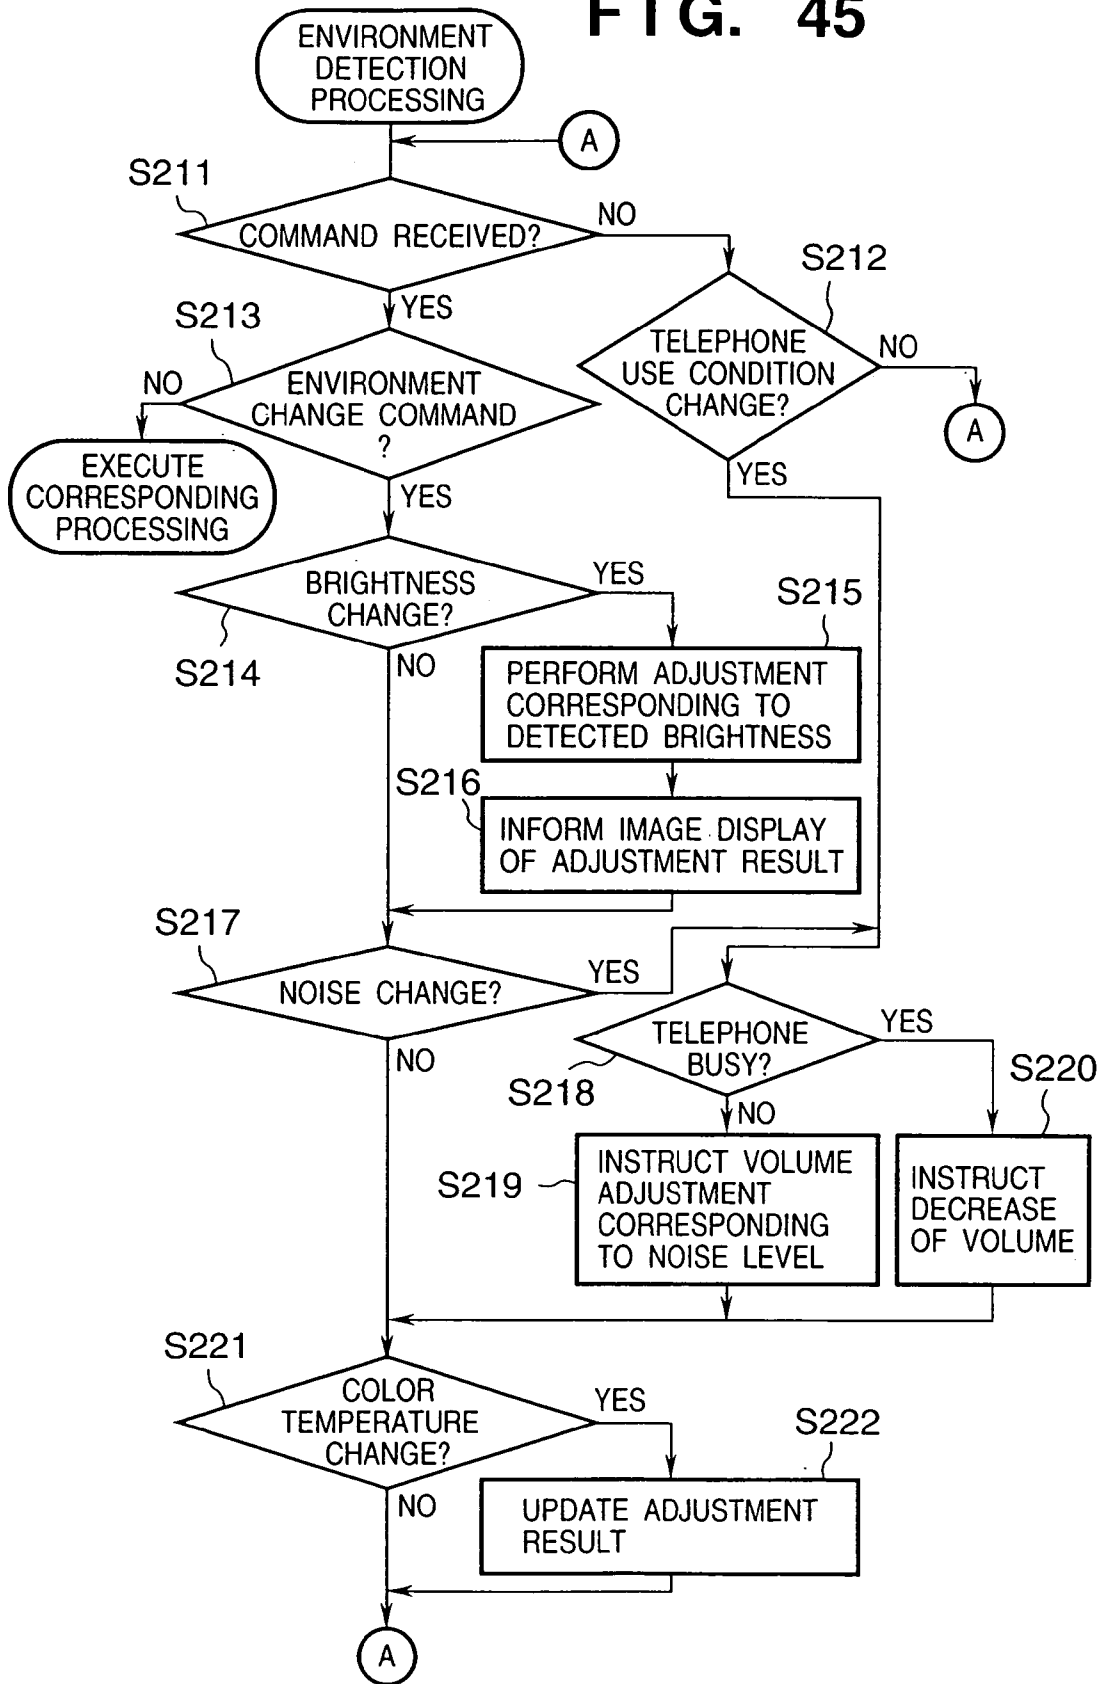 FIG. 45
ENVIRONMENT
DETECTION
PROCESSING
A
S211
COMMAND RECEIVED?
NO
YES
S212
TELEPHONE
USE CONDITION
CHANGE?
NO
A
YES
S213
ENVIRONMENT
CHANGE COMMAND
?
NO
EXECUTE
CORRESPONDING
PROCESSING
YES
BRIGHTNESS
CHANGE?
YES
S214
NO
S215
PERFORM ADJUSTMENT
CORRESPONDING TO
DETECTED BRIGHTNESS
S216
INFORM IMAGE DISPLAY
OF ADJUSTMENT RESULT
S217
NOISE CHANGE?
YES
NO
TELEPHONE
BUSY?
YES
S218
NO
S220
S219
INSTRUCT VOLUME
ADJUSTMENT
CORRESPONDING
TO NOISE LEVEL
INSTRUCT
DECREASE
OF VOLUME
S221
COLOR
TEMPERATURE
CHANGE?
YES
NO
S222
UPDATE ADJUSTMENT
RESULT
A